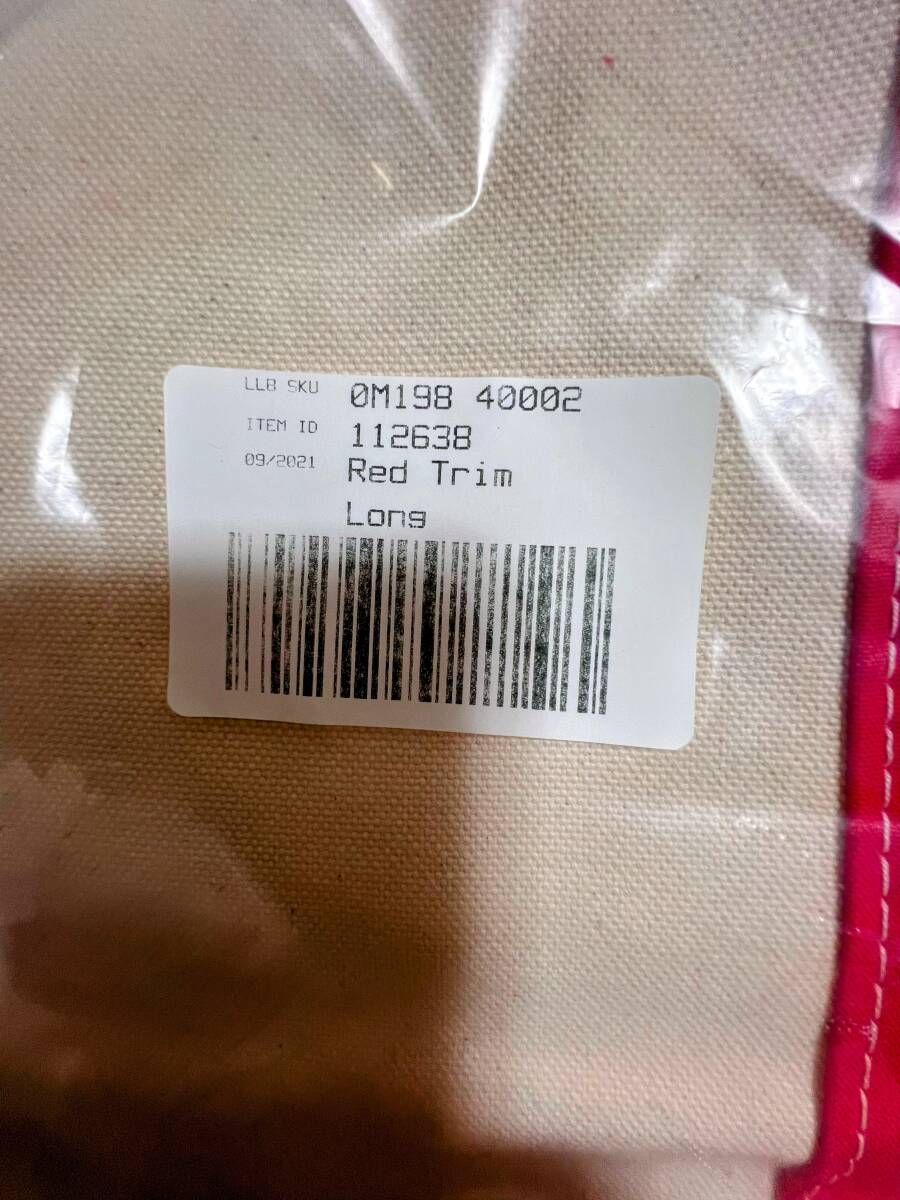 LLB SKU 0M198 40002
ITEM ID 112638
09/2021 Red Trim
Long